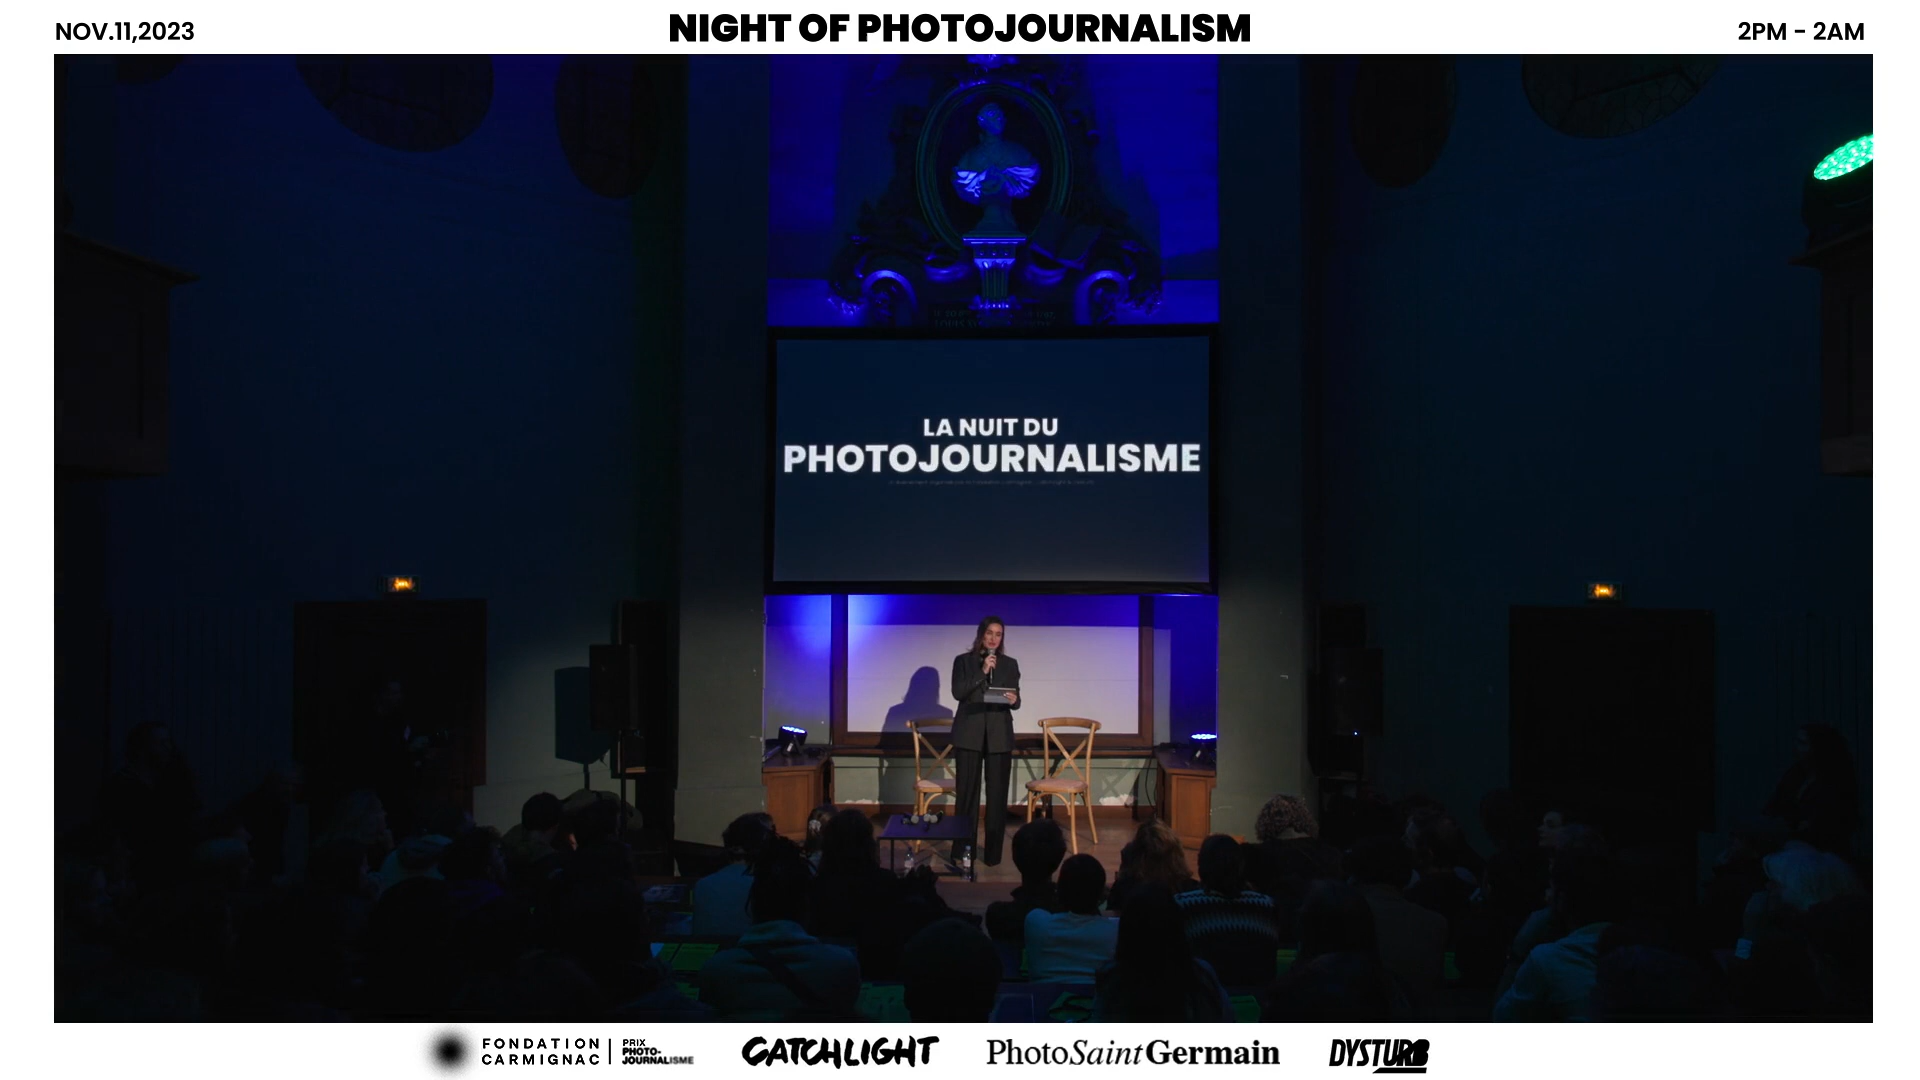 NOV.11,2023
NIGHT OF PHOTOJOURNALISM
2PM - 2AM
LA NUIT DU
PHOTOJOURNALISME
FONDATION
CARMIGNAC
PRIX
PHOTO-
JOURNALISME
CATCHLIGHT
PhotoSaintGermain
DYSTURB